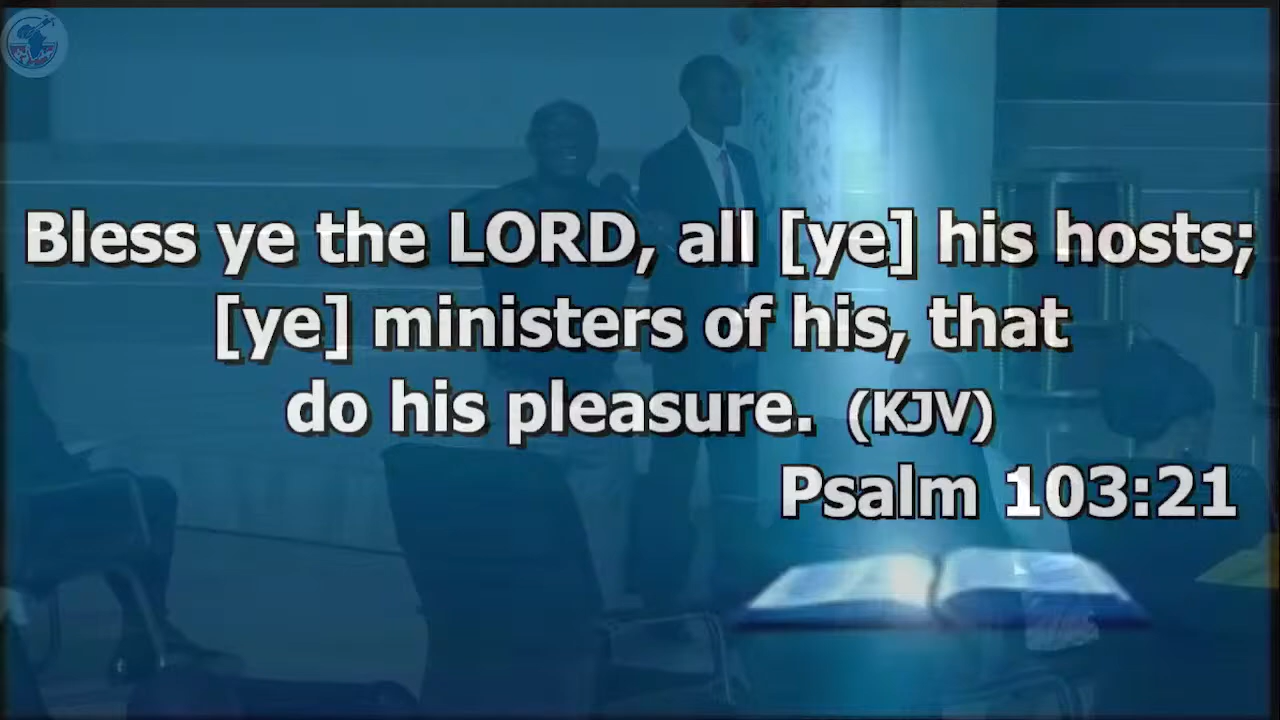 Bless ye the LORD, all [ye] his hosts;
[ye] ministers of his, that
do his pleasure. (KJV)
Psalm 103:21